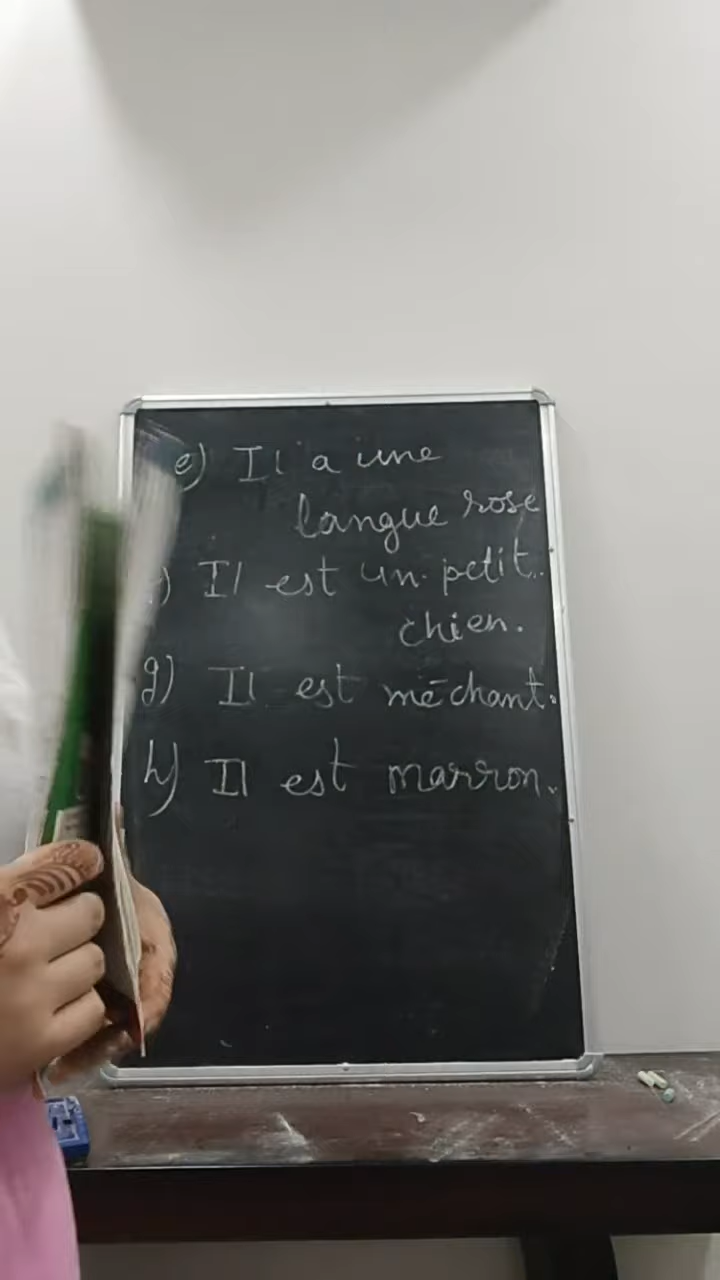 e) Il a une
langue rose
) Il est un petit.
chien.
g) Il est méchant.
h) Il est marron.